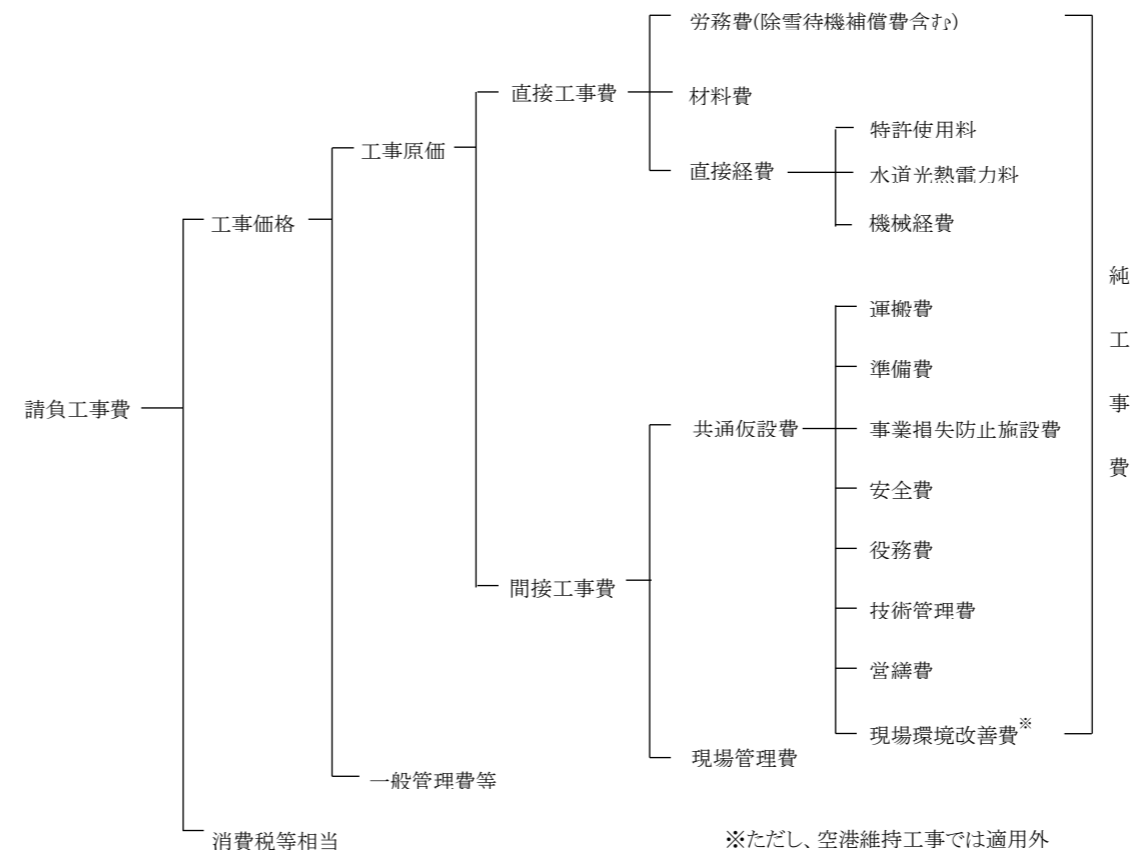 労務費(除雪待機補償費含む)
直接工事費
材料費
特許使用料
工事原価
直接経費
水道光熱電力料
工事価格
機械経費
純工事費
運搬費
準備費
請負工事費
共通仮設費
事業損失防止施設費
安全費
役務費
間接工事費
技術管理費
営繕費
現場環境改善費※
現場管理費
一般管理費等
消費税等相当
※ただし、空港維持工事では適用外